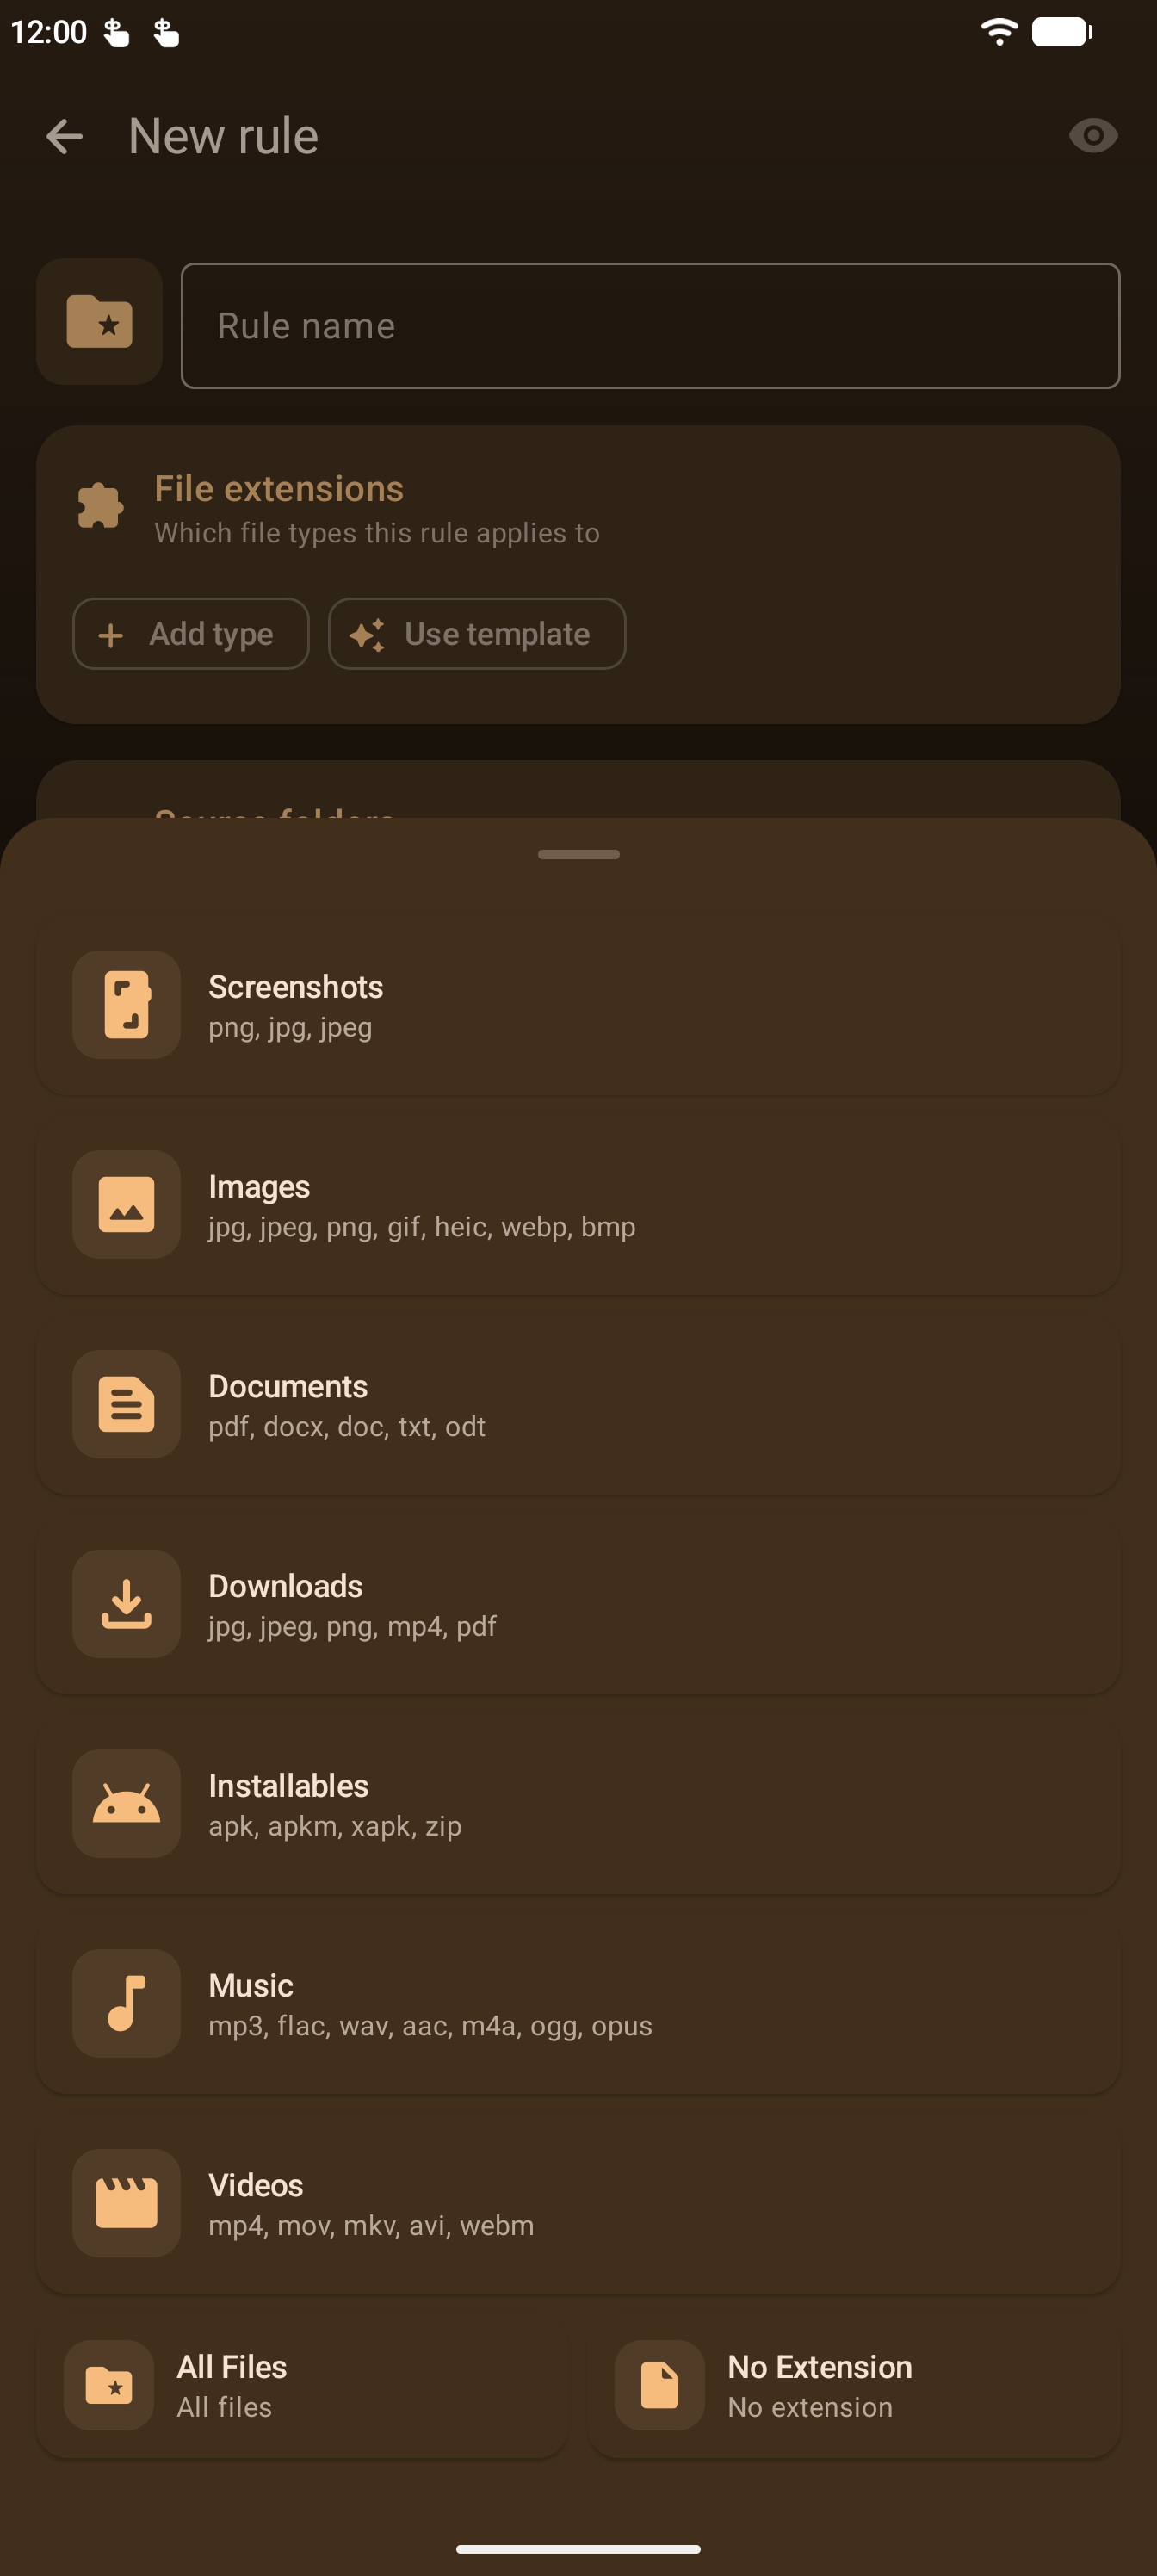 12:00
New rule
Rule name
File extensions
Which file types this rule applies to
Add type
Use template
Source folders
Screenshots
png, jpg, jpeg
Images
jpg, jpeg, png, gif, heic, webp, bmp
Documents
pdf, docx, doc, txt, odt
Downloads
jpg, jpeg, png, mp4, pdf
Installables
apk, apkm, xapk, zip
Music
mp3, flac, wav, aac, m4a, ogg, opus
Videos
mp4, mov, mkv, avi, webm
All Files
All files
No Extension
No extension